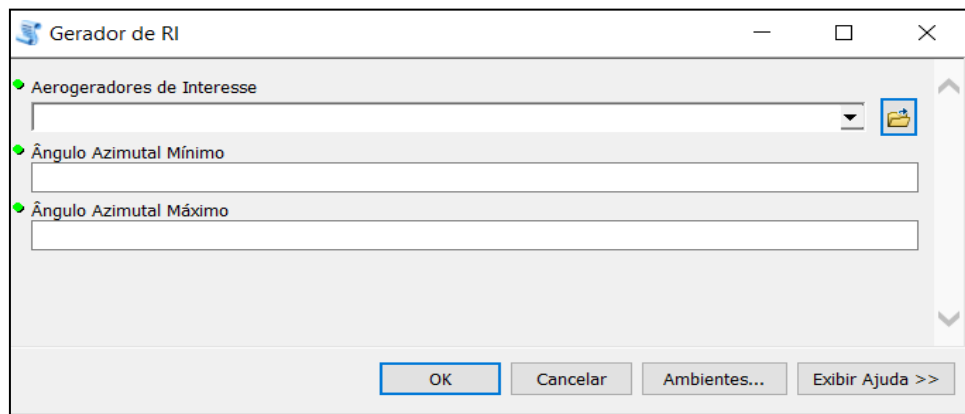 Gerador de RI
Aerogeradores de Interesse
Ângulo Azimutal Mínimo
Ângulo Azimutal Máximo
OK Cancelar Ambientes... Exibir Ajuda >>